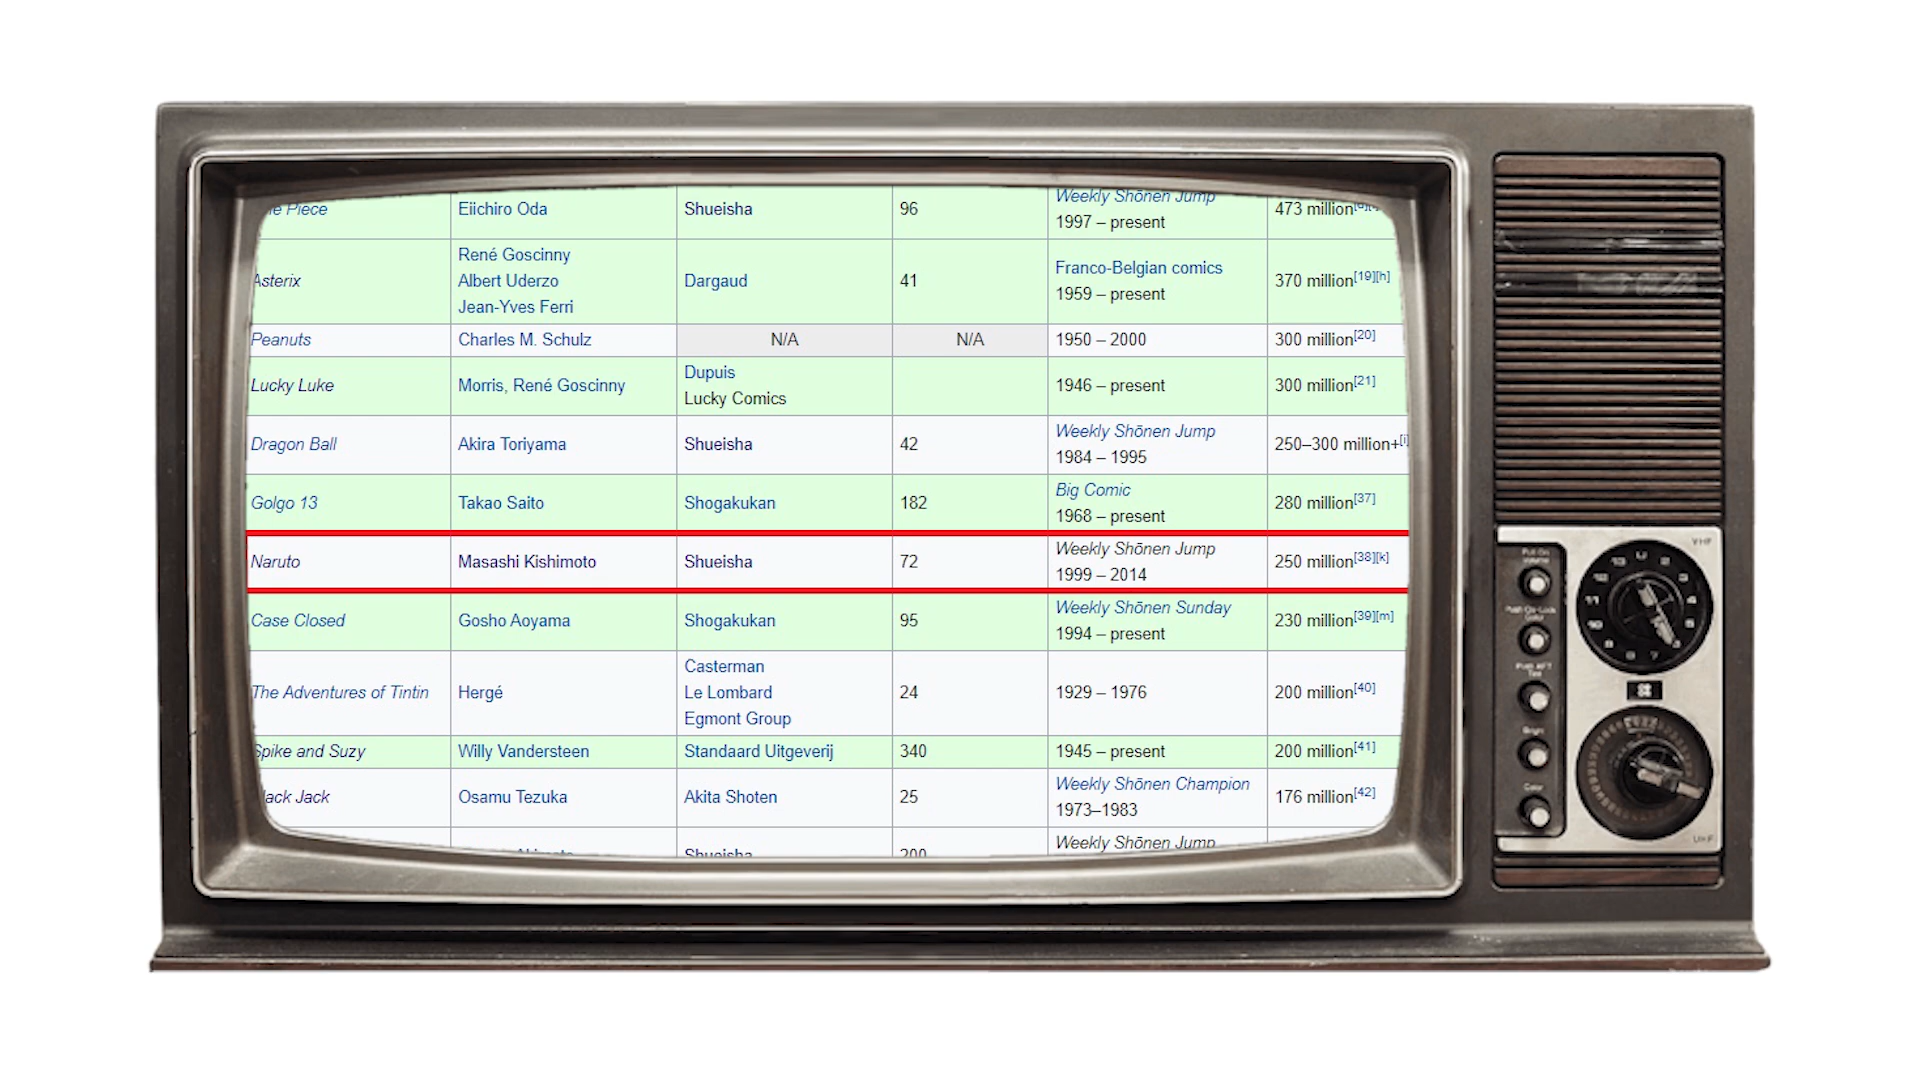 Piece Eiichiro Oda Shueisha 96 Weekly Shōnen Jump 473 million
1997 – present
Asterix René Goscinny Dargaud 41 Franco-Belgian comics 370 million[19][h]
Albert Uderzo 1959 – present
Jean-Yves Ferri
Peanuts Charles M. Schulz N/A N/A 1950 – 2000 300 million[20]
Lucky Luke Morris, René Goscinny Dupuis 1946 – present 300 million[21]
Lucky Comics
Dragon Ball Akira Toriyama Shueisha 42 Weekly Shōnen Jump 250–300 million+[i]
1984 – 1995
Golgo 13 Takao Saito Shogakukan 182 Big Comic 280 million[37]
1968 – present
Naruto Masashi Kishimoto Shueisha 72 Weekly Shōnen Jump 250 million[38][k]
1999 – 2014
Case Closed Gosho Aoyama Shogakukan 95 Weekly Shōnen Sunday 230 million[39][m]
1994 – present
The Adventures of Tintin Hergé Casterman 24 1929 – 1976 200 million[40]
Le Lombard
Egmont Group
Spike and Suzy Willy Vandersteen Standaard Uitgeverij 340 1945 – present 200 million[41]
Jack Osamu Tezuka Akita Shoten 25 Weekly Shōnen Champion 176 million[42]
1973–1983
Shueisha 200 Weekly Shōnen Jump
VHF
UHF